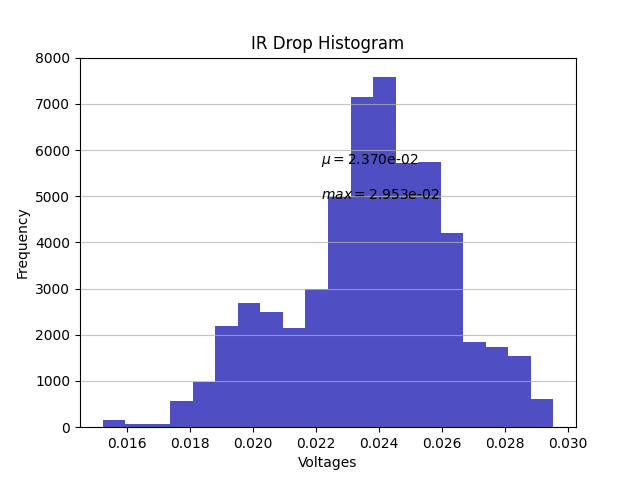 IR Drop Histogram
8000
7000
6000
5000
4000
3000
2000
1000
0
Frequency
μ = 2.370e-02
max = 2.953e-02
0.016 0.018 0.020 0.022 0.024 0.026 0.028 0.030
Voltages